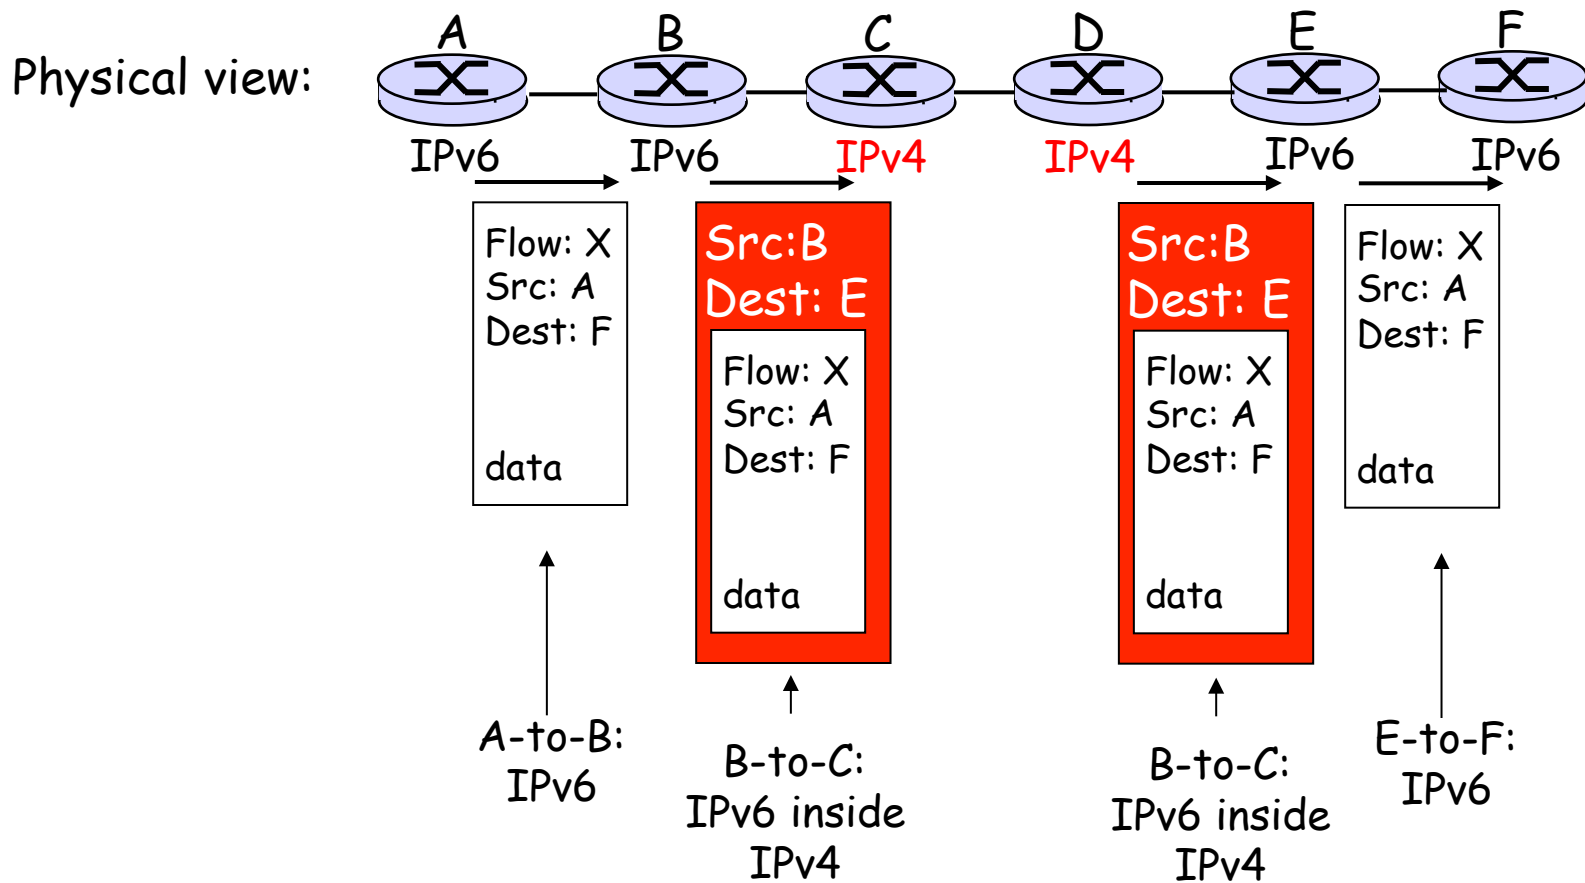 A B C D E F
Physical view:
IPv6 IPv6 IPv4 IPv4 IPv6 IPv6
Flow: X
Src: A
Dest: F
data
Src:B
Dest: E
Flow: X
Src: A
Dest: F
data
Src:B
Dest: E
Flow: X
Src: A
Dest: F
data
Flow: X
Src: A
Dest: F
data
A-to-B:
IPv6
B-to-C:
IPv6 inside
IPv4
B-to-C:
IPv6 inside
IPv4
E-to-F:
IPv6